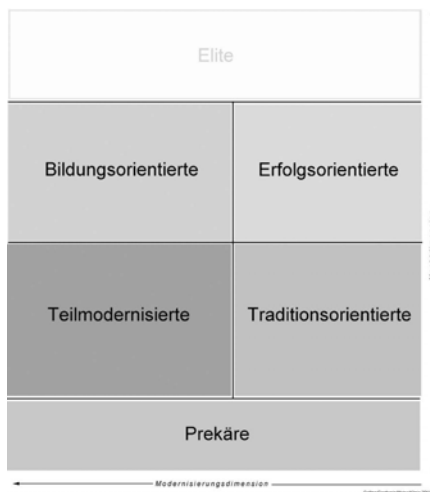 Elite
Bildungsorientierte
Erfolgsorientierte
Teilmodernisierte
Traditionsorientierte
Prekäre
Modernisierungsdimension